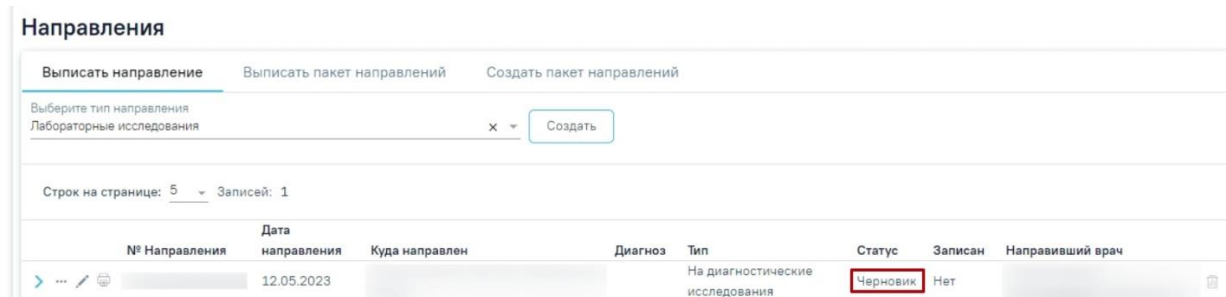 Направления
Выписать направление Выписать пакет направлений Создать пакет направлений
Выберите тип направления
Лабораторные исследования x Создать
Строк на странице: 5 Записей: 1
№ Направления Дата направления Куда направлен Диагноз Тип Статус Записан Направивший врач
12.05.2023 На диагностические исследования Черновик Нет